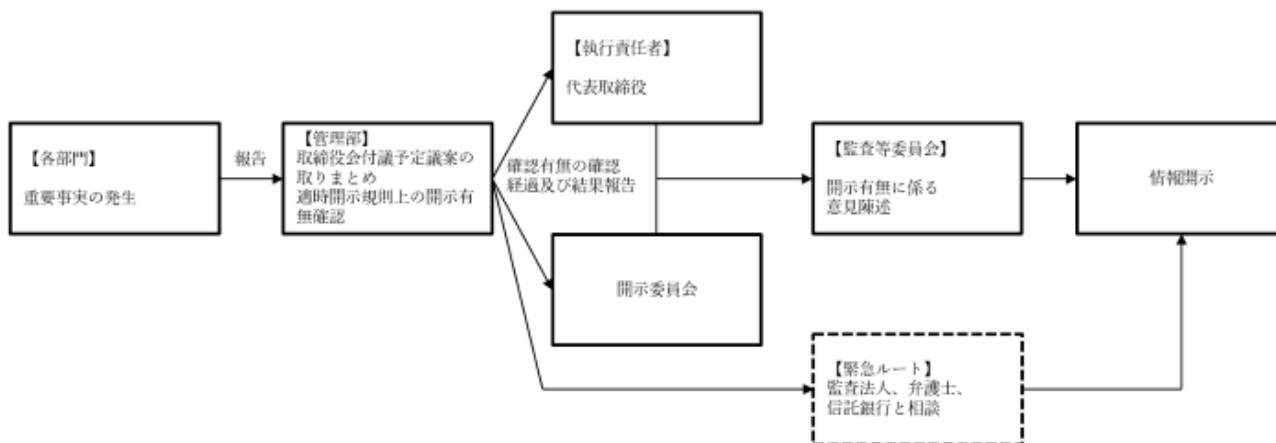 【各部門】
重要事実の発生
報告
【管理部】
取締役会付議予定議案の
取りまとめ
適時開示規則上の開示有
無確認
【執行責任者】
代表取締役
確認有無の確認
経過及び結果報告
開示委員会
【監査等委員会】
開示有無に係る
意見陳述
情報開示
【緊急ルート】
監査法人、弁護士、
信託銀行と相談